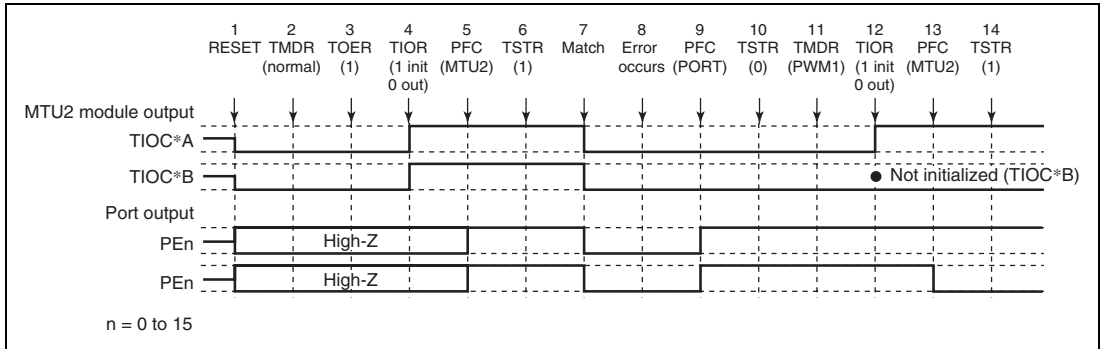 1 2 3 4 5 6 7 8 9 10 11 12 13 14
RESET TMDR TOER TIOR PFC TSTR Match Error PFC TSTR TMDR TIOR PFC TSTR
(normal) (1) (1 init (MTU2) (1) occurs (PORT) (0) (PWM1) (1 init (MTU2) (1)
0 out) 0 out)
MTU2 module output
TIOC*A
TIOC*B
● Not initialized (TIOC*B)
Port output
PEn
High-Z
PEn
High-Z
n = 0 to 15